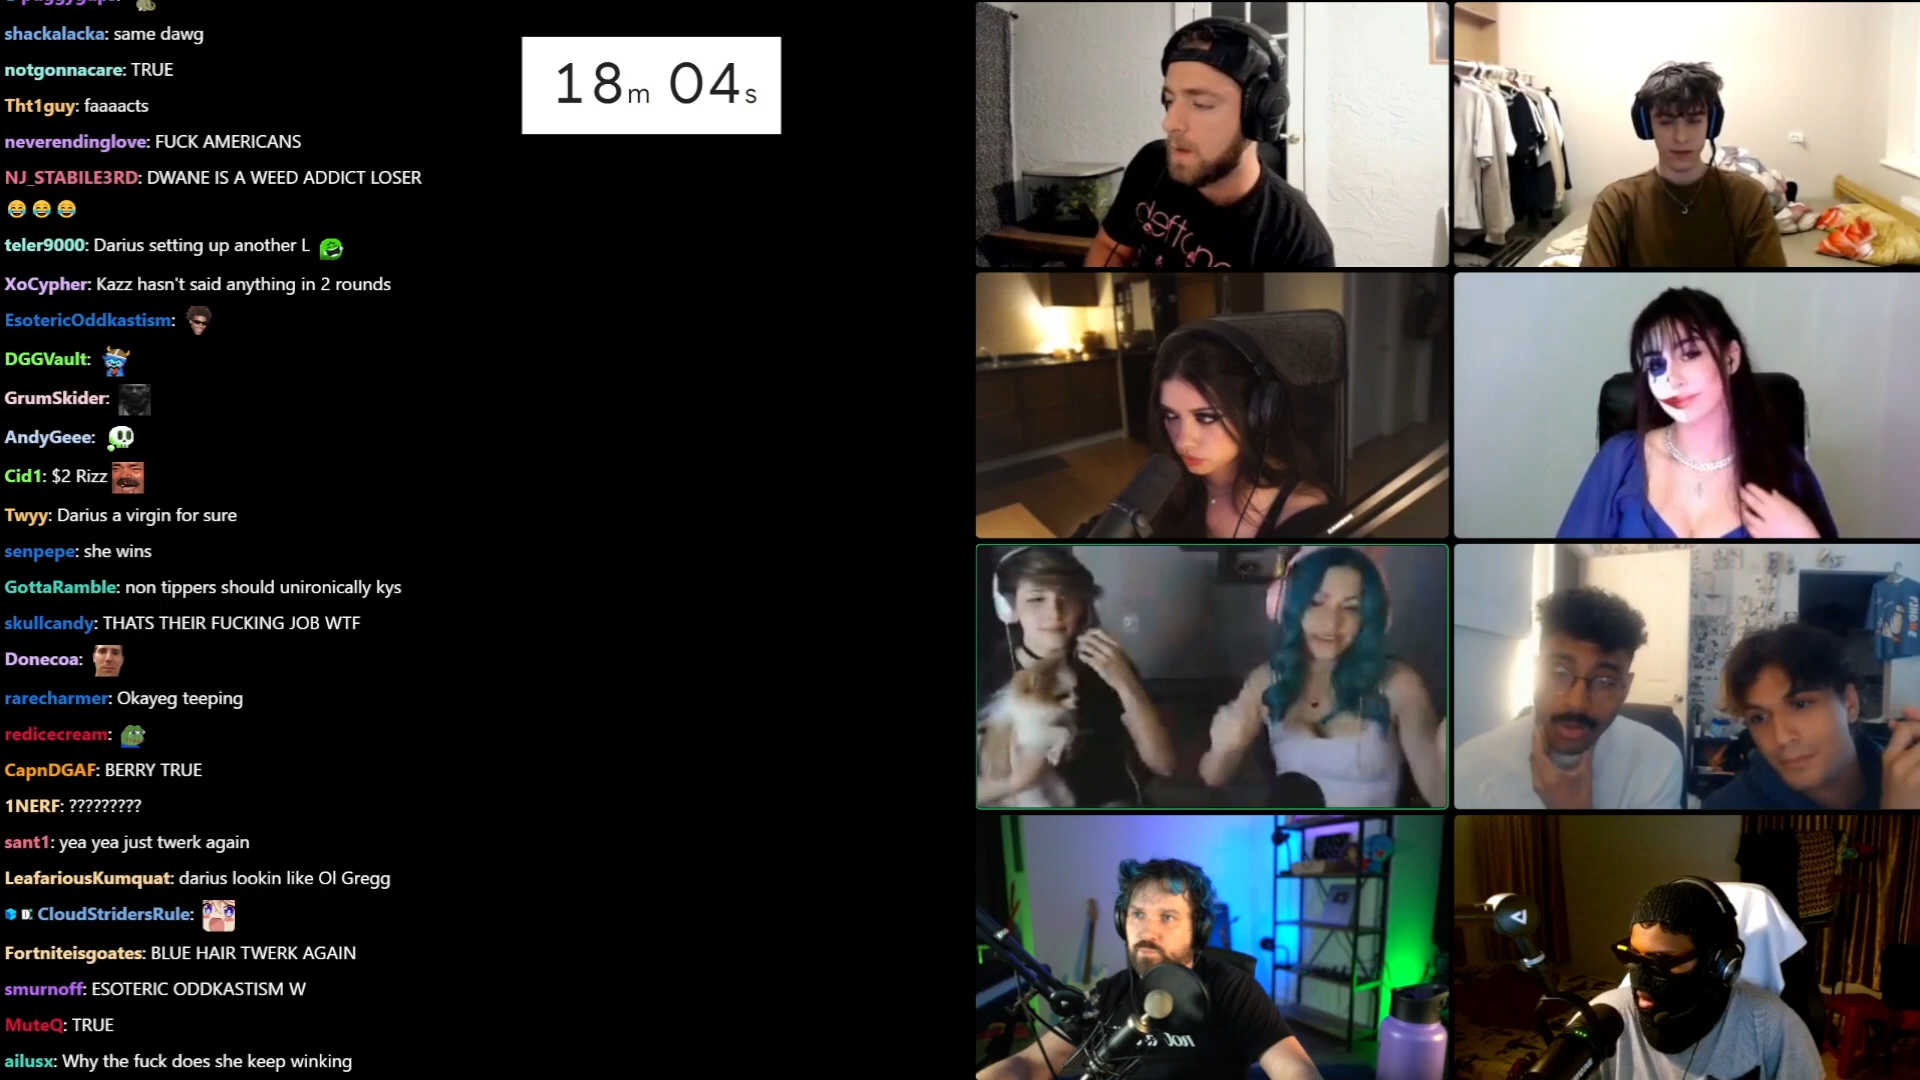 shackalacka: same dawg
notgonnacare: TRUE
Tht1guy: faaaacts
neverendinglove: FUCK AMERICANS
NJ_STABILE3RD: DWANE IS A WEED ADDICT LOSER
teler9000: Darius setting up another L
XoCypher: Kazz hasn't said anything in 2 rounds
EsotericOddkastism:
DGGVault:
GrumSkider:
AndyGeee:
Cid1: $2 Rizz
Twyy: Darius a virgin for sure
senpepe: she wins
GottaRamble: non tippers should unironically kys
skullcandy: THATS THEIR FUCKING JOB WTF
Donecoa:
rarecharmer: Okayeg teeping
redicecream:
CapnDGAF: BERRY TRUE
1NERF: ?????????
sant1: yea yea just twerk again
LeafariousKumquat: darius lookin like Ol Gregg
CloudStridersRule:
Fortniteisgoates: BLUE HAIR TWERK AGAIN
smurnoff: ESOTERIC ODDKASTISM W
MuteQ: TRUE
ailusx: Why the fuck does she keep winking
18m 04s
deftones